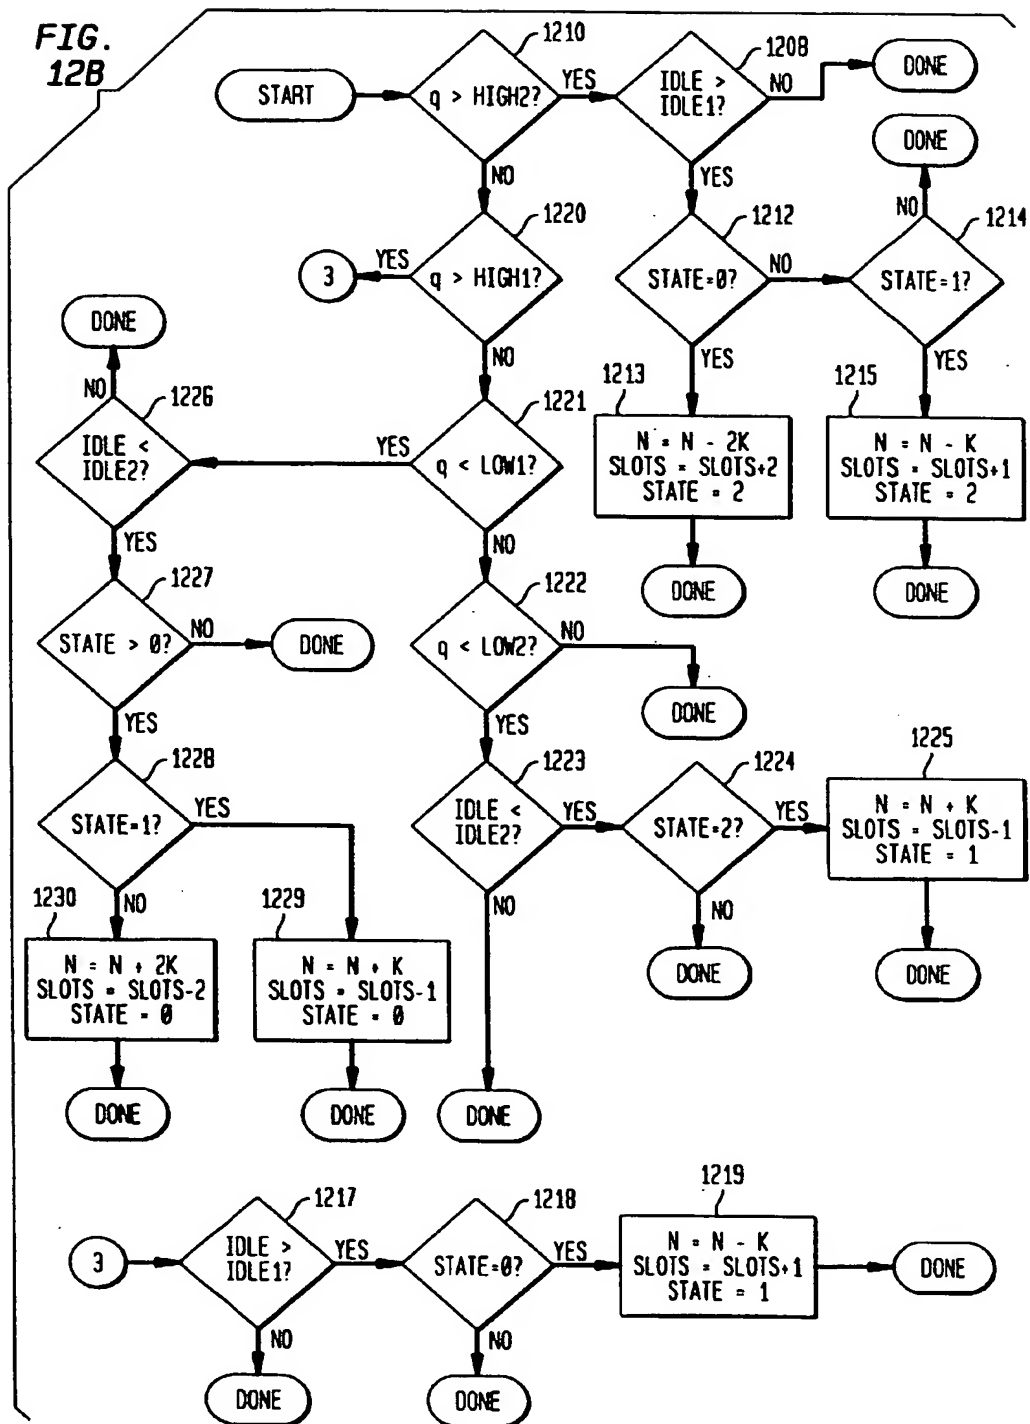 FIG.
12B
START
1210
q > HIGH2?
YES
NO
1208
IDLE >
IDLE1?
NO
YES
DONE
DONE
1220
q > HIGH1?
YES
NO
3
1212
STATE=0?
NO
YES
1214
STATE=1?
NO
YES
DONE
1226
IDLE <
IDLE2?
NO
YES
1221
q < LOW1?
YES
NO
1213
N = N - 2K
SLOTS = SLOTS+2
STATE = 2
DONE
1215
N = N - K
SLOTS = SLOTS+1
STATE = 2
DONE
1227
STATE > 0?
NO
YES
DONE
1222
q < LOW2?
NO
YES
DONE
1228
STATE=1?
YES
NO
1223
IDLE <
IDLE2?
YES
NO
1224
STATE=2?
YES
NO
1225
N = N + K
SLOTS = SLOTS-1
STATE = 1
DONE
DONE
1230
N = N + 2K
SLOTS = SLOTS-2
STATE = 0
DONE
1229
N = N + K
SLOTS = SLOTS-1
STATE = 0
DONE
DONE
3
1217
IDLE >
IDLE1?
YES
NO
DONE
1218
STATE=0?
YES
NO
DONE
1219
N = N - K
SLOTS = SLOTS+1
STATE = 1
DONE